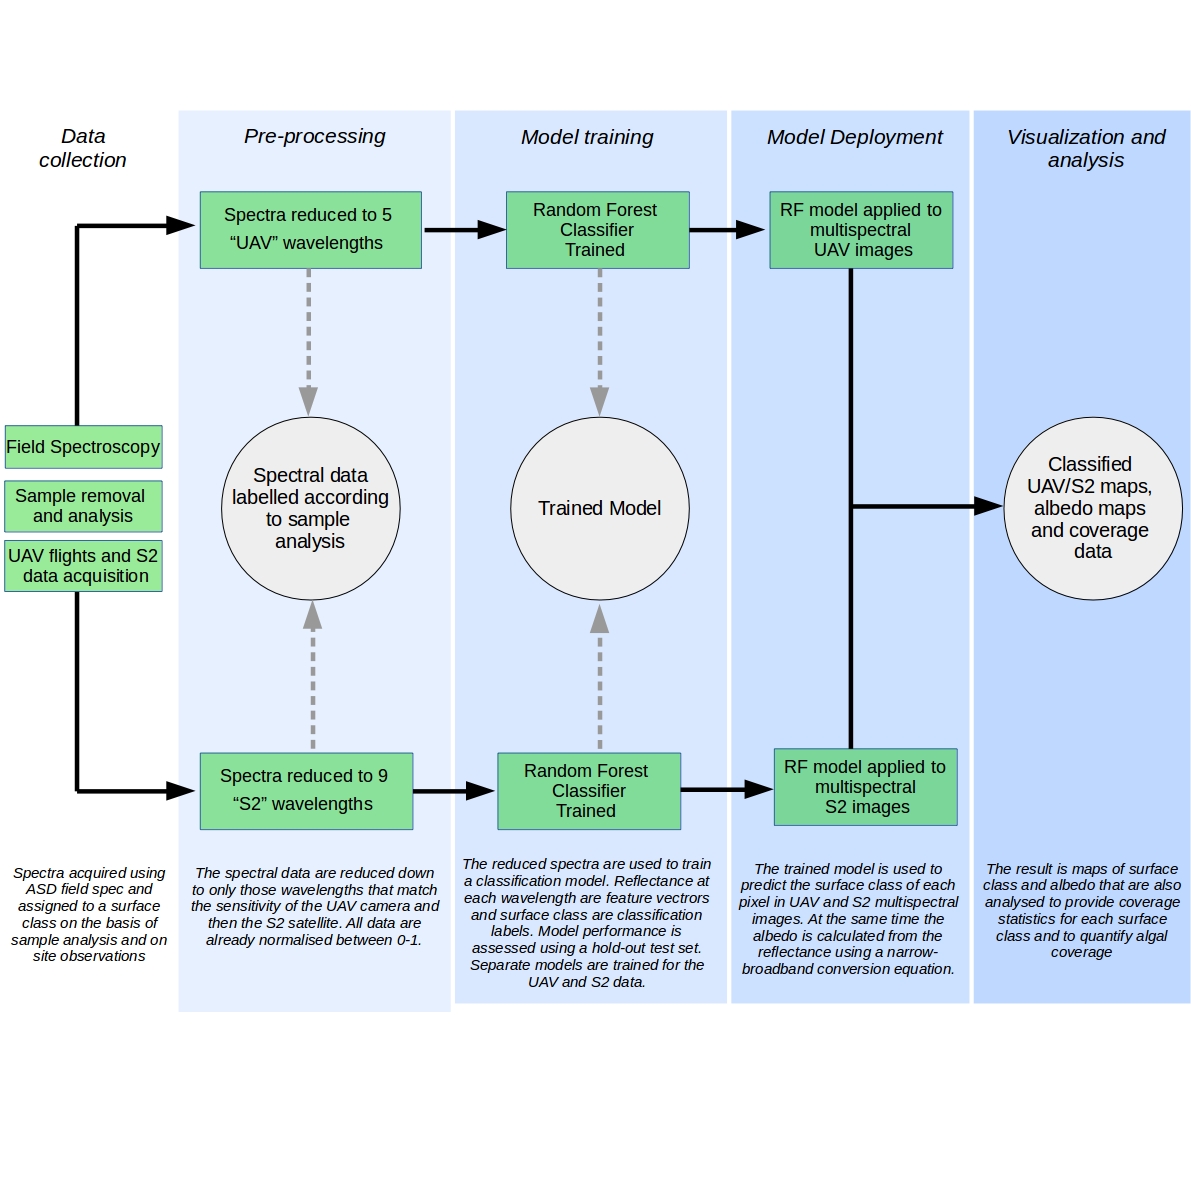 Data
collection
Pre-processing
Model training
Model Deployment
Visualization and
analysis
Spectra reduced to 5
“UAV” wavelengths
Random Forest
Classifier
Trained
RF model applied to
multispectral
UAV images
Field Spectroscopy
Sample removal
and analysis
UAV flights and S2
data acquisition
Spectral data
labelled according
to sample
analysis
Trained Model
Classified
UAV/S2 maps,
albedo maps
and coverage
data
Spectra reduced to 9
“S2” wavelengths
Random Forest
Classifier
Trained
RF model applied to
multispectral
S2 images
Spectra acquired using
ASD field spec and
assigned to a surface
class on the basis of
sample analysis and on
site observations
The spectral data are reduced down
to only those wavelengths that match
the sensitivity of the UAV camera and
then the S2 satellite. All data are
already normalised between 0-1.
The reduced spectra are used to train
a classification model. Reflectance at
each wavelength are feature vectrors
and surface class are classification
labels. Model performance is
assessed using a hold-out test set.
Separate models are trained for the
UAV and S2 data.
The trained model is used to
predict the surface class of each
pixel in UAV and S2 multispectral
images. At the same time the
albedo is calculated from the
reflectance using a narrow-
broadband conversion equation.
The result is maps of surface
class and albedo that are also
analysed to provide coverage
statistics for each surface
class and to quantify algal
coverage